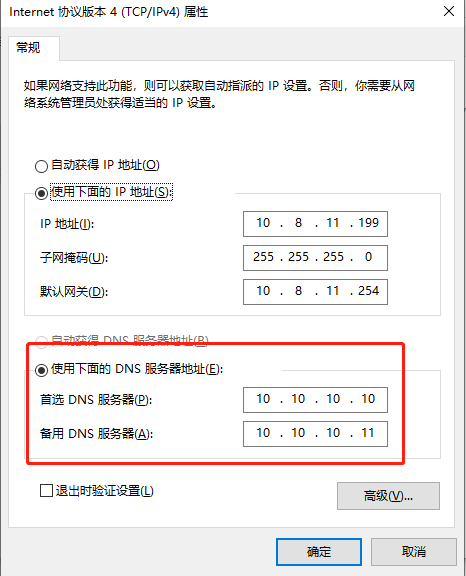 Internet 协议版本 4 (TCP/IPv4) 属性
常规
如果网络支持此功能，则可以获取自动指派的 IP 设置。否则，你需要从网
络系统管理员处获得适当的 IP 设置。
自动获得 IP 地址(O)
使用下面的 IP 地址(S):
IP 地址(I): 10 . 8 . 11 . 199
子网掩码(U): 255 . 255 . 255 . 0
默认网关(D): 10 . 8 . 11 . 254
自动获得 DNS 服务器地址(B)
使用下面的 DNS 服务器地址(E):
首选 DNS 服务器(P): 10 . 10 . 10 . 10
备用 DNS 服务器(A): 10 . 10 . 10 . 11
退出时验证设置(L)
高级(V)...
确定 取消